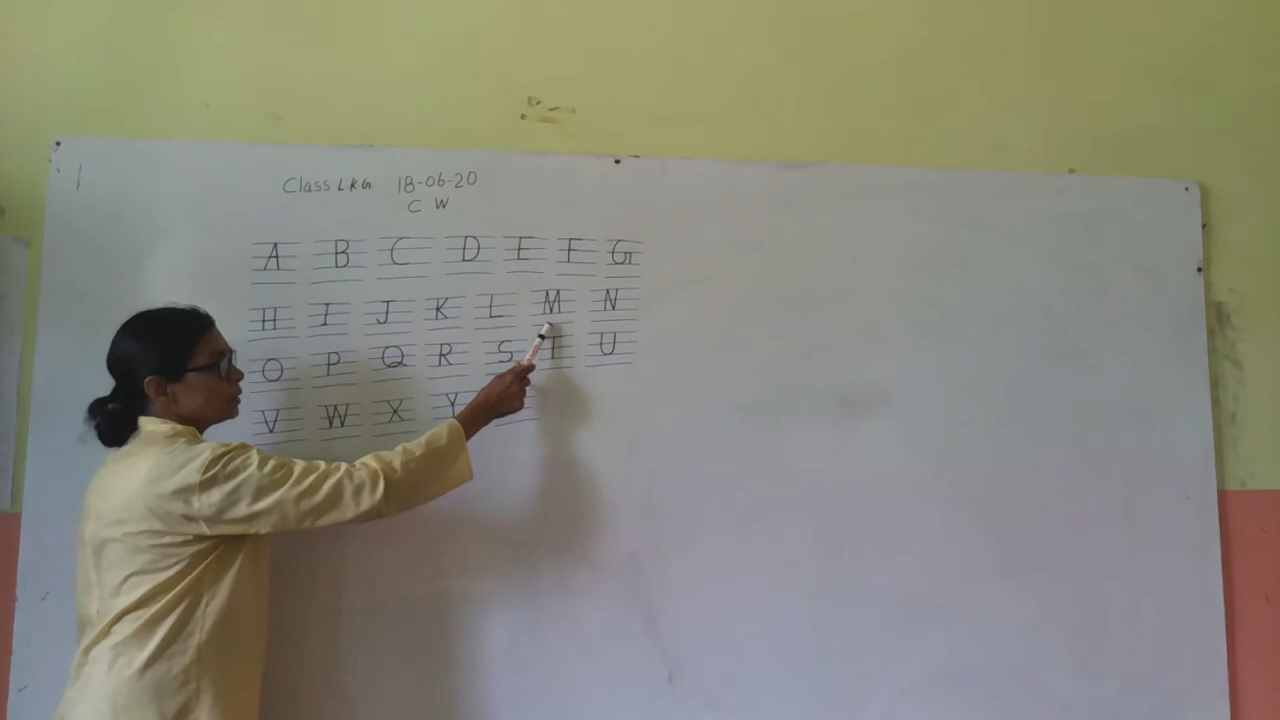 Class LKG 18-06-20
C W
A B C D E F G
H I J K L M N
O P Q R S T U
V W X Y